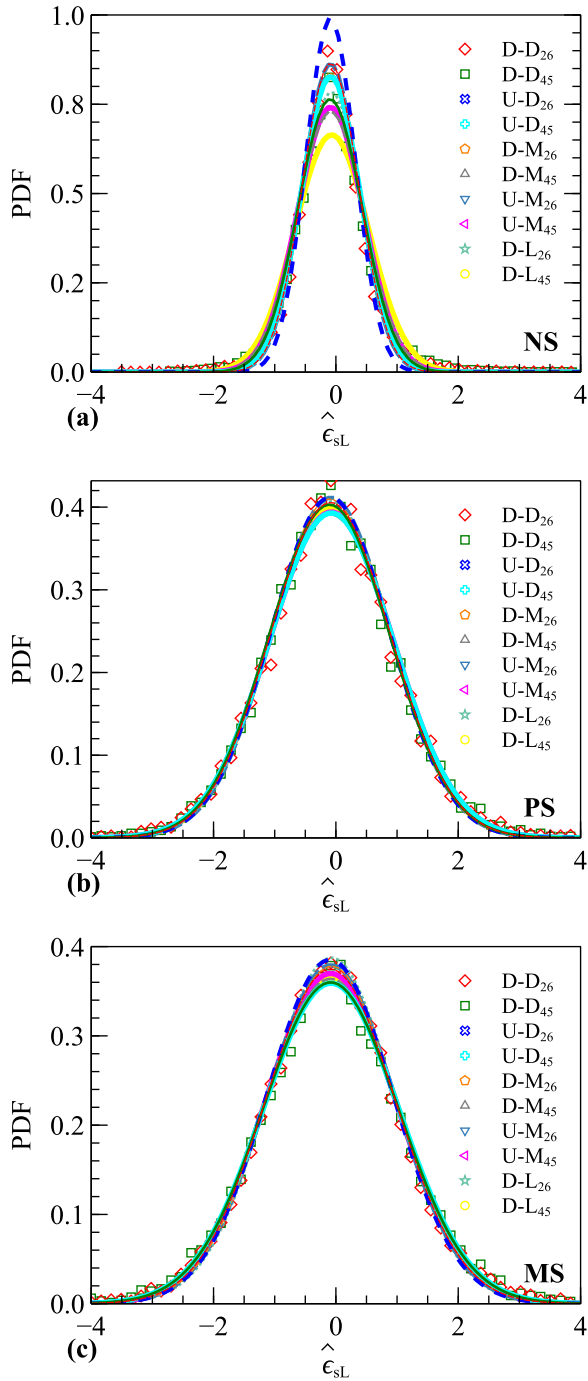 1.0
0.8
0.5
0.2
0.0
PDF
D–D26
D–D45
U–D26
U–D45
D–M26
D–M45
U–M26
U–M45
D–L26
D–L45
NS
−4 −2 0 2 4
(a)
ϵ̂sL
0.4
0.3
0.2
0.1
0.0
PDF
D–D26
D–D45
U–D26
U–D45
D–M26
D–M45
U–M26
U–M45
D–L26
D–L45
PS
−4 −2 0 2 4
(b)
ϵ̂sL
0.4
0.3
0.2
0.1
0.0
PDF
D–D26
D–D45
U–D26
U–D45
D–M26
D–M45
U–M26
U–M45
D–L26
D–L45
MS
−4 −2 0 2 4
(c)
ϵ̂sL